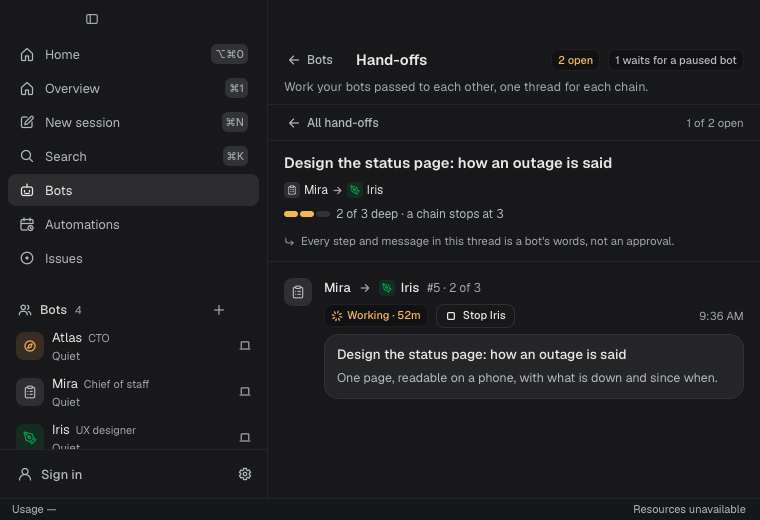 Home ⌥⌘0
Overview ⌘1
New session ⌘N
Search ⌘K
Bots
Automations
Issues
Bots 4
Atlas CTO
Quiet
Mira Chief of staff
Quiet
Iris UX designer
Quiet
Sign in
Usage —
Bots Hand-offs 2 open 1 waits for a paused bot
Work your bots passed to each other, one thread for each chain.
All hand-offs 1 of 2 open
Design the status page: how an outage is said
Mira → Iris
2 of 3 deep · a chain stops at 3
Every step and message in this thread is a bot's words, not an approval.
Mira → Iris #5 · 2 of 3
Working · 52m Stop Iris 9:36 AM
Design the status page: how an outage is said
One page, readable on a phone, with what is down and since when.
Resources unavailable